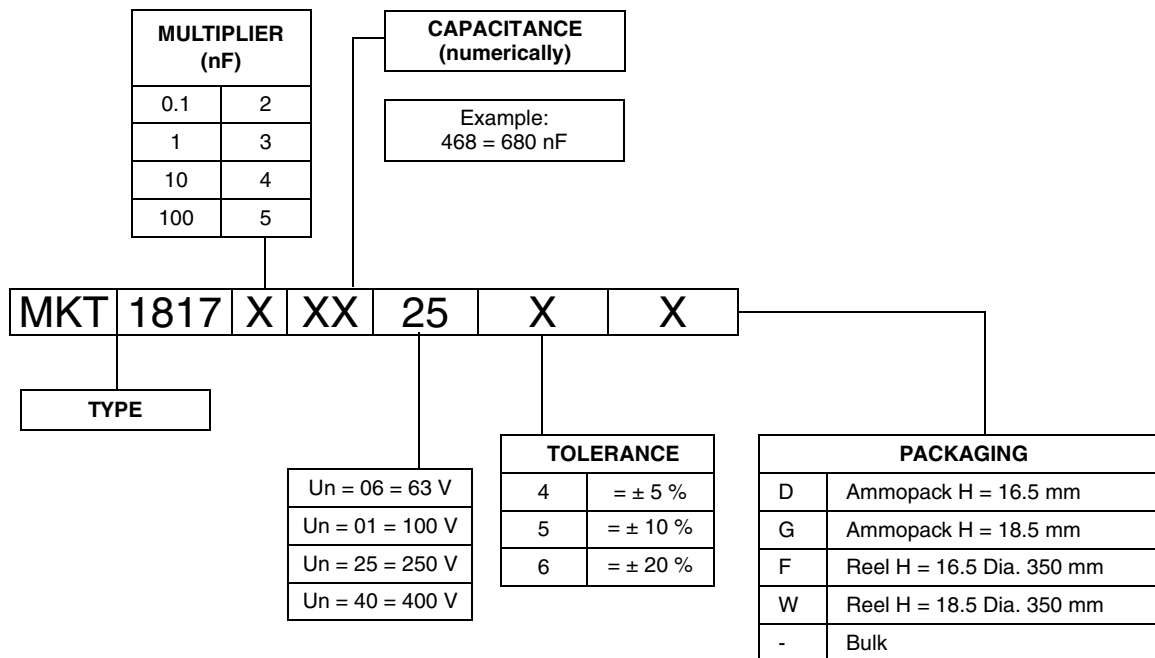 MULTIPLIER
(nF)
0.1 2
1 3
10 4
100 5
CAPACITANCE
(numerically)
Example:
468 = 680 nF
MKT 1817 X XX 25 X X
TYPE
Un = 06 = 63 V
Un = 01 = 100 V
Un = 25 = 250 V
Un = 40 = 400 V
TOLERANCE
4 = ± 5 %
5 = ± 10 %
6 = ± 20 %
PACKAGING
D Ammopack H = 16.5 mm
G Ammopack H = 18.5 mm
F Reel H = 16.5 Dia. 350 mm
W Reel H = 18.5 Dia. 350 mm
- Bulk